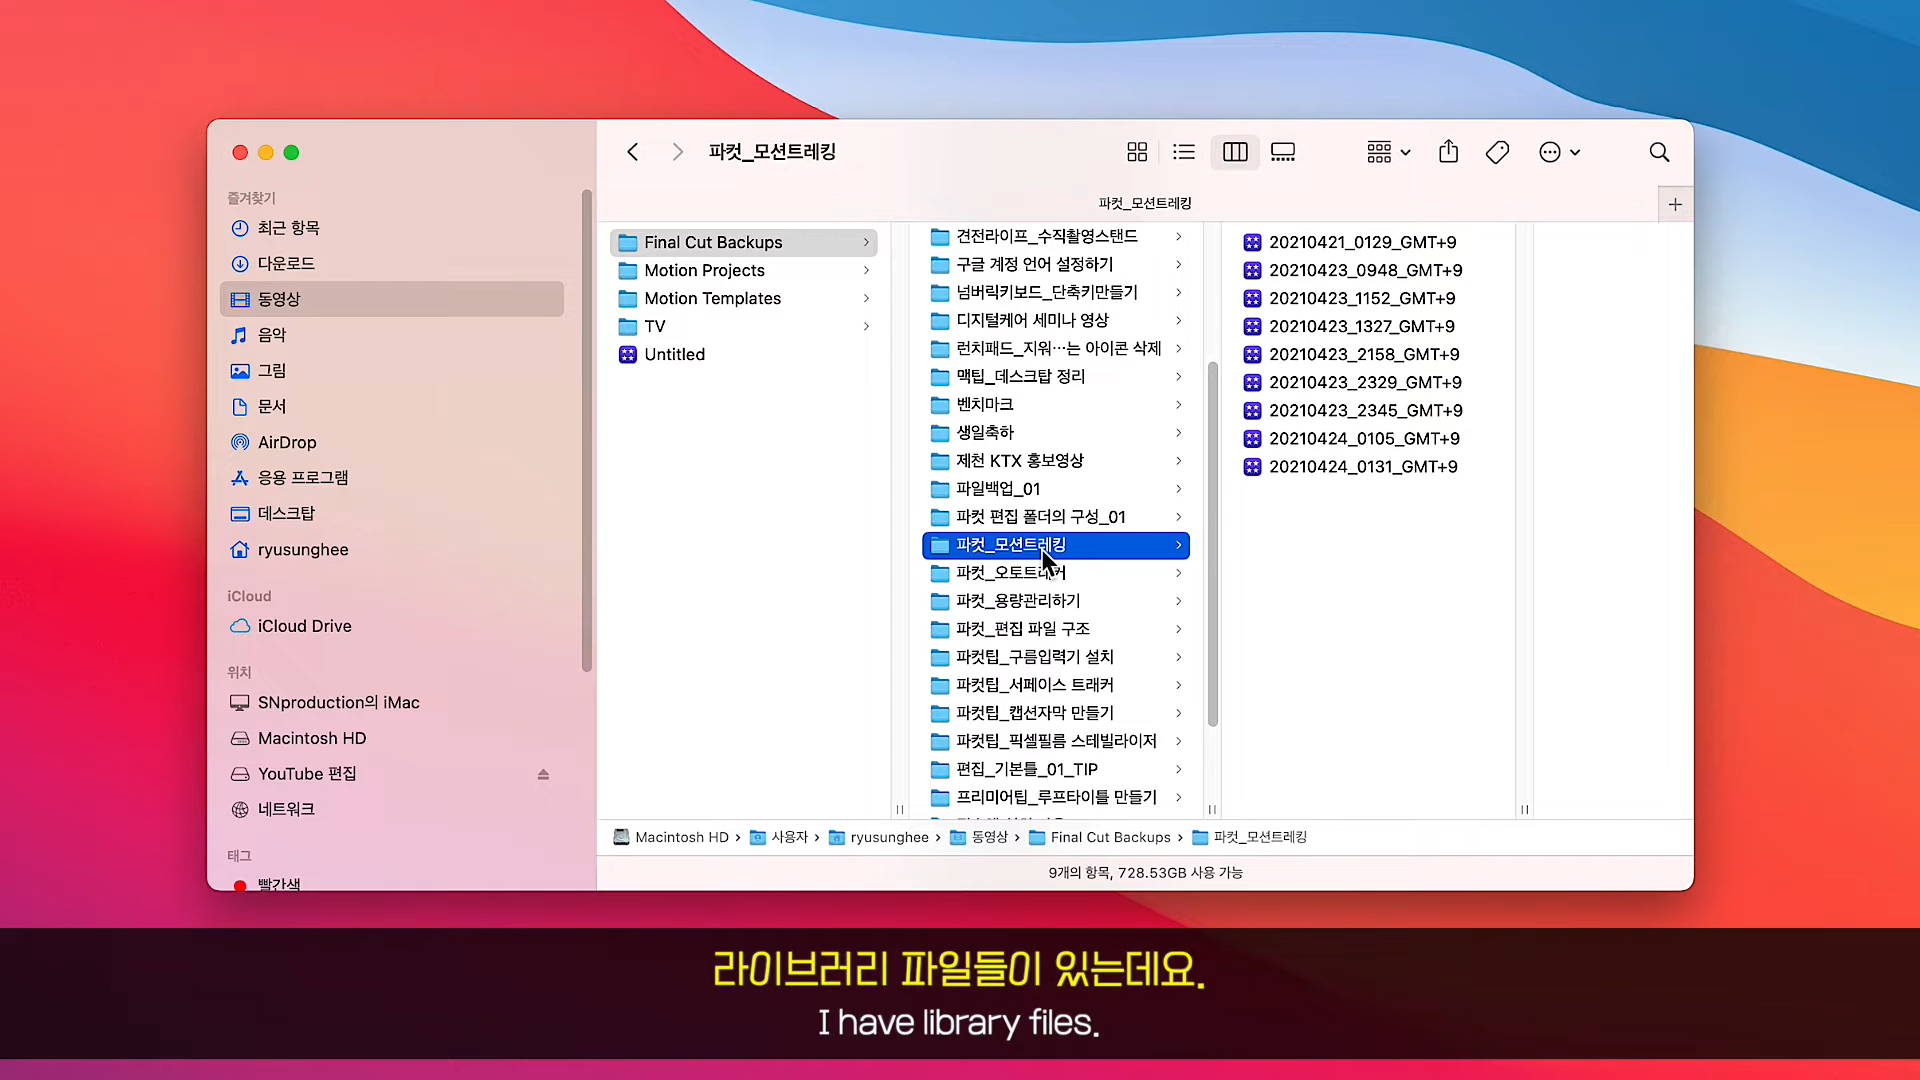 파컷_모션트레킹
파컷_모션트레킹
즐겨찾기
최근 항목
다운로드
동영상
음악
그림
문서
AirDrop
응용 프로그램
데스크탑
ryusunghee
iCloud
iCloud Drive
위치
SNproduction의 iMac
Macintosh HD
YouTube 편집
네트워크
태그
빨간색
Final Cut Backups
Motion Projects
Motion Templates
TV
Untitled
견전라이프_수직촬영스탠드
구글 계정 언어 설정하기
넘버릭키보드_단축키만들기
디지털케어 세미나 영상
런치패드_지워…는 아이콘 삭제
맥팁_데스크탑 정리
벤치마크
생일축하
제천 KTX 홍보영상
파일백업_01
파컷 편집 폴더의 구성_01
파컷_모션트레킹
파컷_오토트래커
파컷_용량관리하기
파컷_편집 파일 구조
파컷팁_구름입력기 설치
파컷팁_서페이스 트래커
파컷팁_캡션자막 만들기
파컷팁_픽셀필름 스테빌라이저
편집_기본틀_01_TIP
프리미어팁_루프타이틀 만들기
20210421_0129_GMT+9
20210423_0948_GMT+9
20210423_1152_GMT+9
20210423_1327_GMT+9
20210423_2158_GMT+9
20210423_2329_GMT+9
20210423_2345_GMT+9
20210424_0105_GMT+9
20210424_0131_GMT+9
Macintosh HD › 사용자 › ryusunghee › 동영상 › Final Cut Backups › 파컷_모션트레킹
9개의 항목, 728.53GB 사용 가능
라이브러리 파일들이 있는데요.
I have library files.